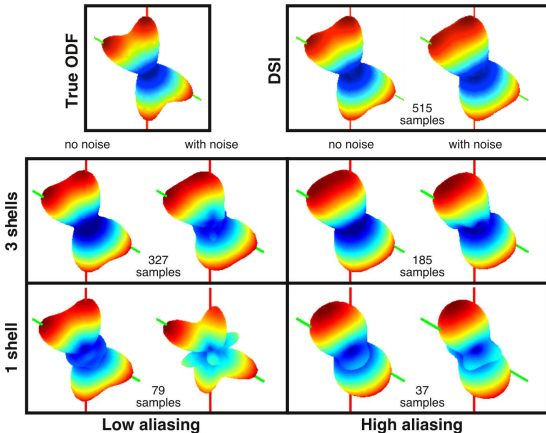 True ODF
DSI
515
samples
no noise
with noise
no noise
with noise
3 shells
327
samples
185
samples
1 shell
79
samples
37
samples
Low aliasing
High aliasing